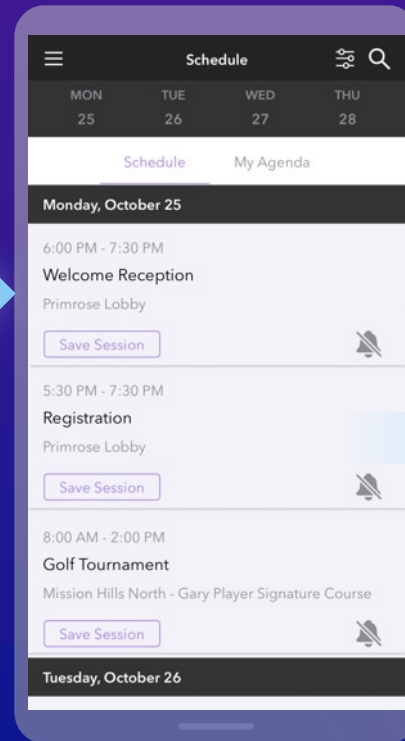 Schedule
MON TUE WED THU
25 26 27 28
Schedule My Agenda
Monday, October 25
6:00 PM - 7:30 PM
Welcome Reception
Primrose Lobby
Save Session
5:30 PM - 7:30 PM
Registration
Primrose Lobby
Save Session
8:00 AM - 2:00 PM
Golf Tournament
Mission Hills North - Gary Player Signature Course
Save Session
Tuesday, October 26